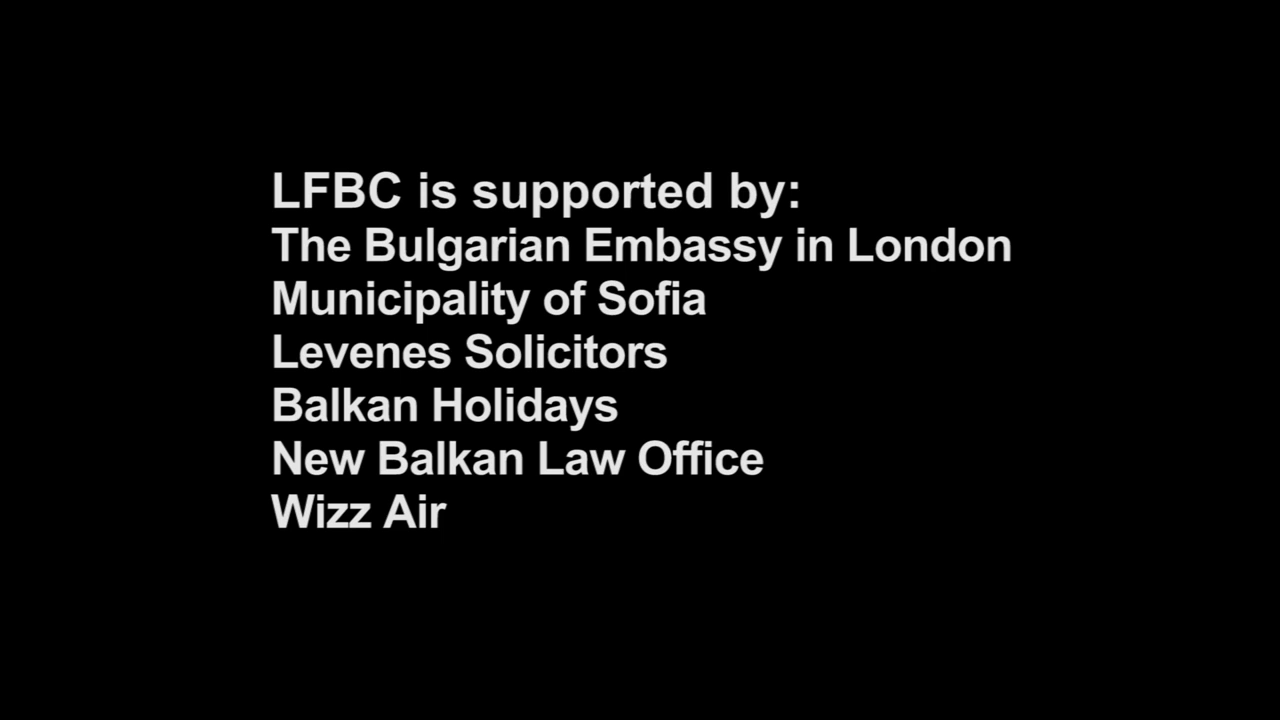 LFBC is supported by:
The Bulgarian Embassy in London
Municipality of Sofia
Levenes Solicitors
Balkan Holidays
New Balkan Law Office
Wizz Air